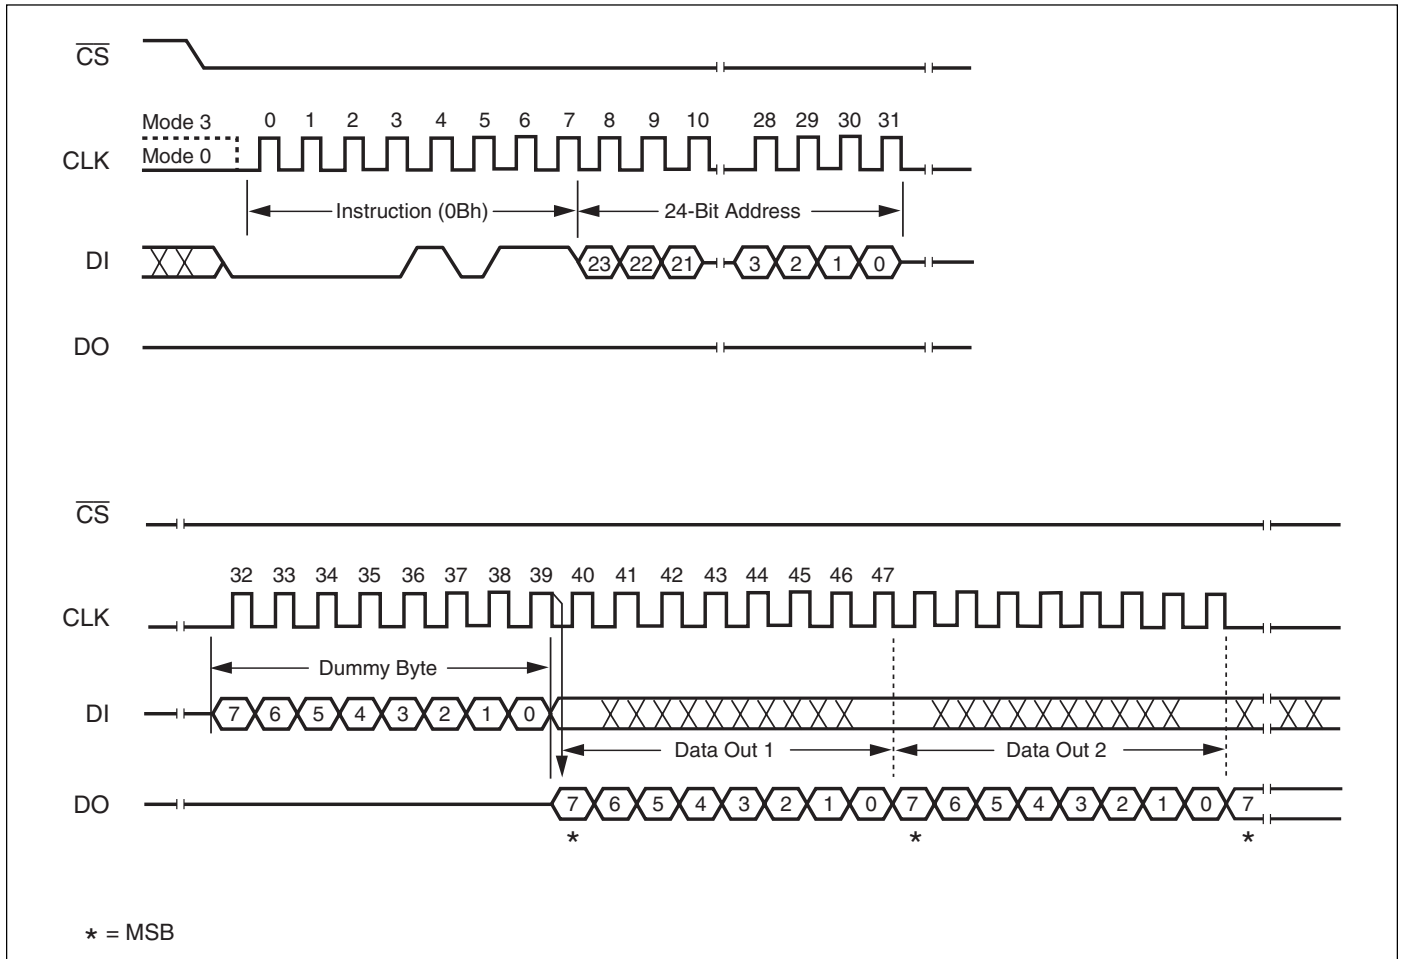 CS
Mode 3
0 1 2 3 4 5 6 7 8 9 10 28 29 30 31
Mode 0
CLK
Instruction (0Bh)
24-Bit Address
DI
23 22 21 3 2 1 0
DO
CS
32 33 34 35 36 37 38 39 40 41 42 43 44 45 46 47
CLK
Dummy Byte
DI
7 6 5 4 3 2 1 0
Data Out 1
Data Out 2
DO
7 6 5 4 3 2 1 0 7 6 5 4 3 2 1 0 7
* * *
* = MSB